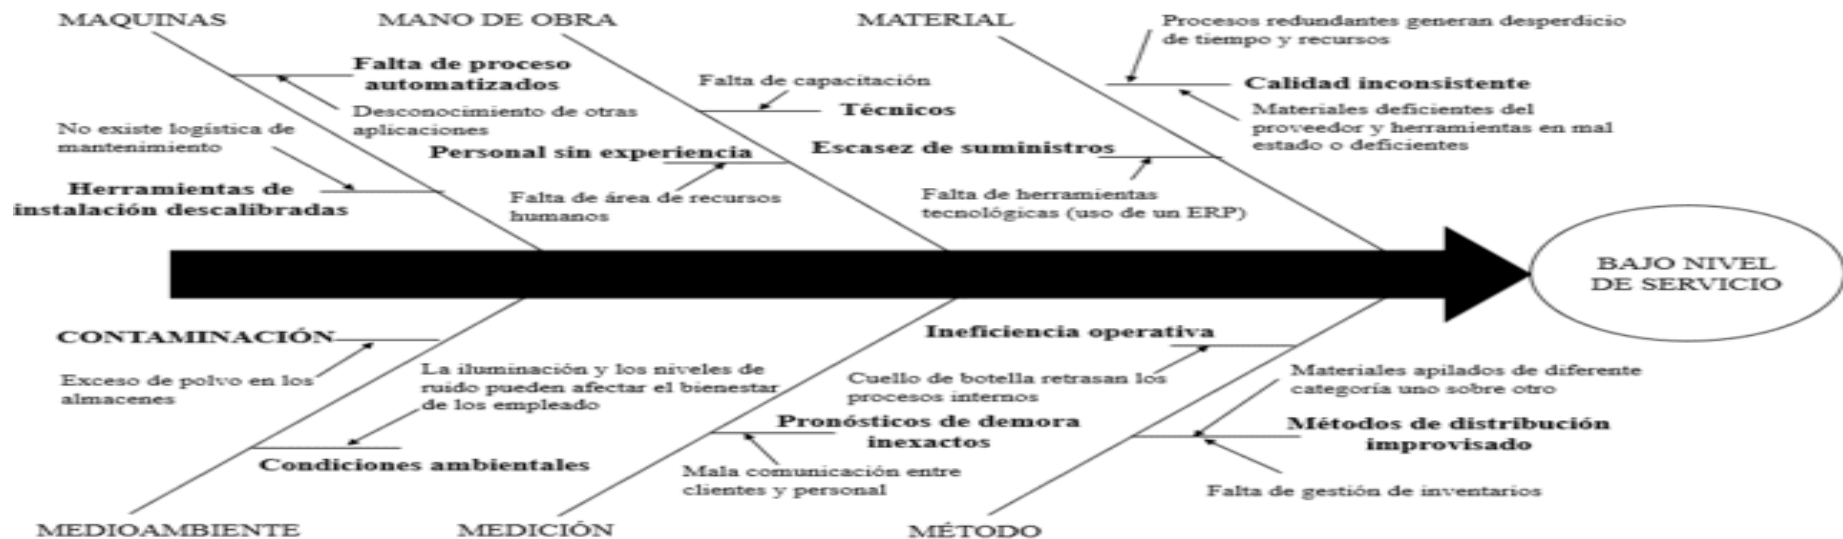 MAQUINAS
MANO DE OBRA
MATERIAL
Procesos redundantes generan desperdicio
de tiempo y recursos
Falta de proceso
automatizados
Desconocimiento de otras
aplicaciones
No existe logística de
mantenimiento
Herramientas de
instalación descalibradas
Falta de capacitación
Técnicos
Personal sin experiencia
Falta de área de recursos
humanos
Calidad inconsistente
Materiales deficientes del
proveedor y herramientas en mal
estado o deficientes
Escasez de suministros
Falta de herramientas
tecnológicas (uso de un ERP)
BAJO NIVEL
DE SERVICIO
CONTAMINACIÓN
Exceso de polvo en los
almacenes
La iluminación y los niveles de
ruido pueden afectar el bienestar
de los empleado
Condiciones ambientales
Ineficiencia operativa
Cuello de botella retrasan los
procesos internos
Pronósticos de demora
inexactos
Mala comunicación entre
clientes y personal
Materiales apilados de diferente
categoría uno sobre otro
Métodos de distribución
improvisado
Falta de gestión de inventarios
MEDIOAMBIENTE
MEDICIÓN
MÉTODO